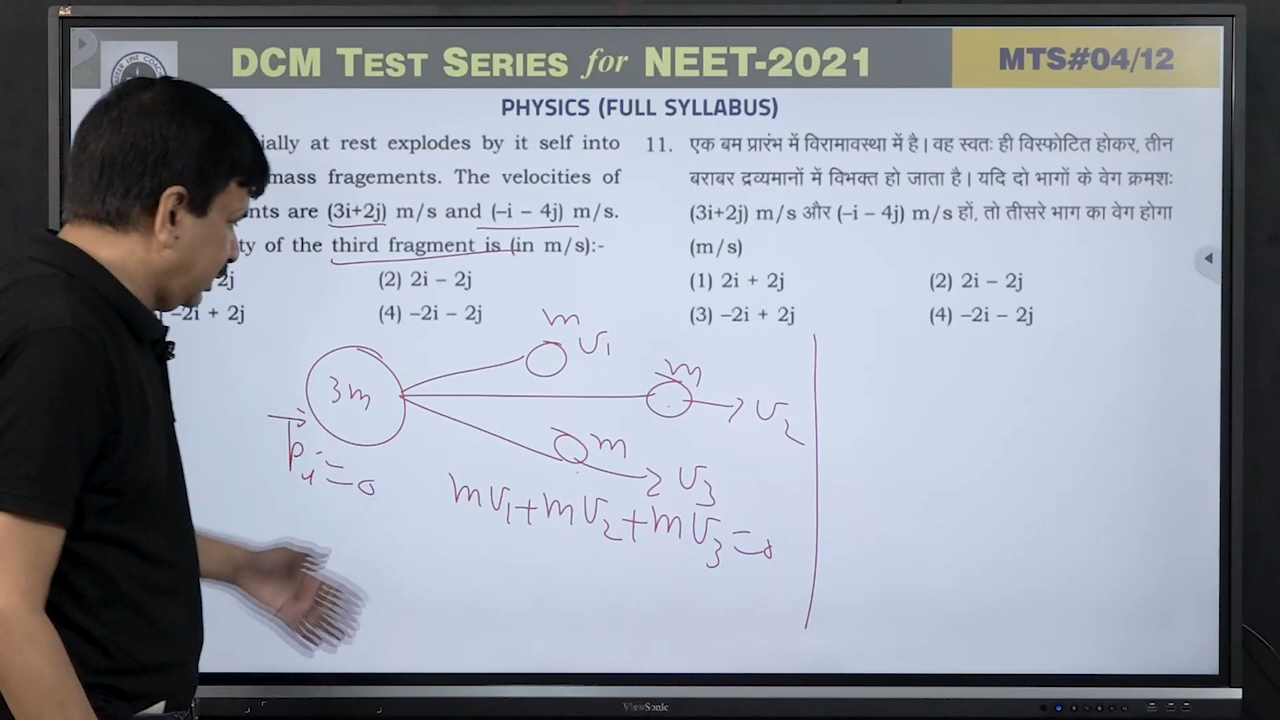 DCM TEST SERIES for NEET-2021
MTS#04/12
PHYSICS (FULL SYLLABUS)
at rest explodes by it self into
mass fragements. The velocities of
are (3i+2j) m/s and (–i – 4j) m/s.
of the third fragment is (in m/s):-
(2) 2i – 2j
–2i + 2j
(4) –2i – 2j
11. एक बम प्रारंभ में विरामावस्था में है। वह स्वतः ही विस्फोटित होकर, तीन
बराबर द्रव्यमानों में विभक्त हो जाता है। यदि दो भागों के वेग क्रमशः
(3i+2j) m/s और (–i – 4j) m/s हों, तो तीसरे भाग का वेग होगा
(m/s)
(1) 2i + 2j
(2) 2i – 2j
(3) –2i + 2j
(4) –2i – 2j
m
v₁
3m
m
v₂
m
v₃
pᵢ=0
mv₁+mv₂+mv₃=0
ViewSonic